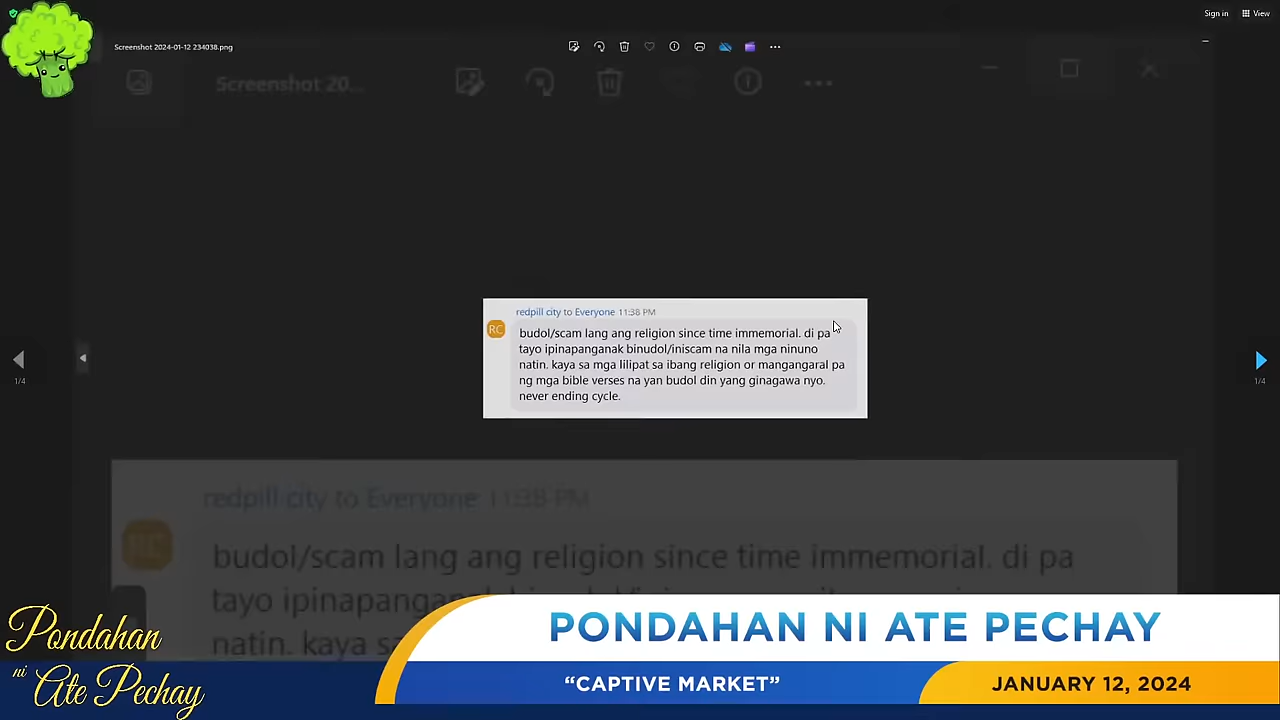 Sign in
View
Screenshot 2024-01-12 234038.png
Screenshot 20...
redpill city to Everyone 11:38 PM
RC
budol/scam lang ang religion since time immemorial. di pa
tayo ipinapanganak binudol/iniscam na nila mga ninuno
natin. kaya sa mga lilipat sa ibang religion or mangangaral pa
ng mga bible verses na yan budol din yang ginagawa nyo.
never ending cycle.
1/4
1/4
redpill city to Everyone 11:38 PM
RC
budol/scam lang ang religion since time immemorial. di pa
tayo
natin. kaya sa
Pondahan
ni
Ate Pechay
PONDAHAN NI ATE PECHAY
“CAPTIVE MARKET”
JANUARY 12, 2024